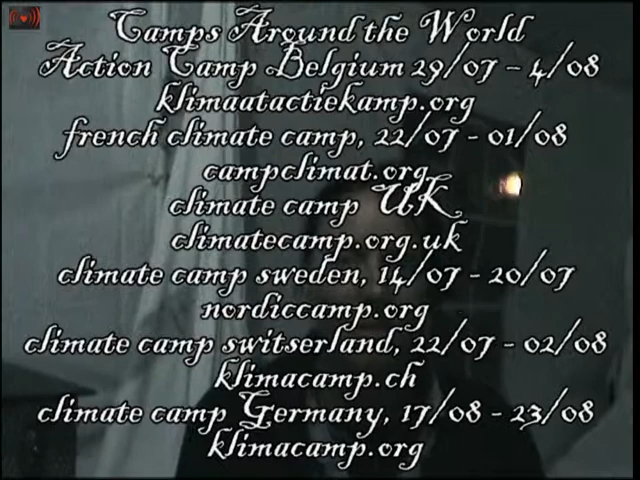 Camps Around the World
Action Camp Belgium 29/07 - 4/08
klimaatactiekamp.org
french climate camp, 22/07 - 01/08
campclimat.org
climate camp UK
climatecamp.org.uk
climate camp sweden, 14/07 - 20/07
nordiccamp.org
climate camp switserland, 22/07 - 02/08
klimacamp.ch
climate camp Germany, 17/08 - 23/08
klimacamp.org